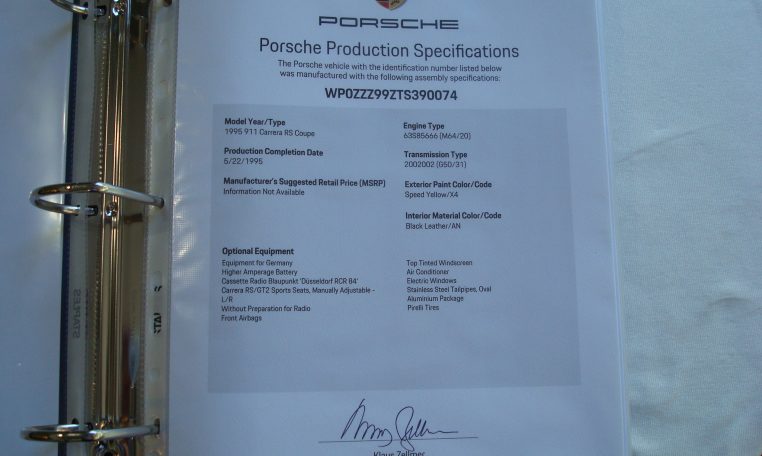 PORSCHE
Porsche Production Specifications
The Porsche vehicle with the identification number listed below
was manufactured with the following assembly specifications:
WP0ZZZ99ZTS390074
Model Year/Type
1995 911 Carrera RS Coupe
Production Completion Date
5/22/1995
Manufacturer's Suggested Retail Price (MSRP)
Information Not Available
Engine Type
63S85666 (M64/20)
Transmission Type
2002002 (G50/31)
Exterior Paint Color/Code
Speed Yellow/X4
Interior Material Color/Code
Black Leather/AN
Optional Equipment
Equipment for Germany
Higher Amperage Battery
Cassette Radio Blaupunkt 'Düsseldorf RCR 84'
Carrera RS/GT2 Sports Seats, Manually Adjustable -
L/R
Without Preparation for Radio
Front Airbags
Top Tinted Windscreen
Air Conditioner
Electric Windows
Stainless Steel Tailpipes, Oval
Aluminium Package
Pirelli Tires
Klaus Zellmer
STAPLES